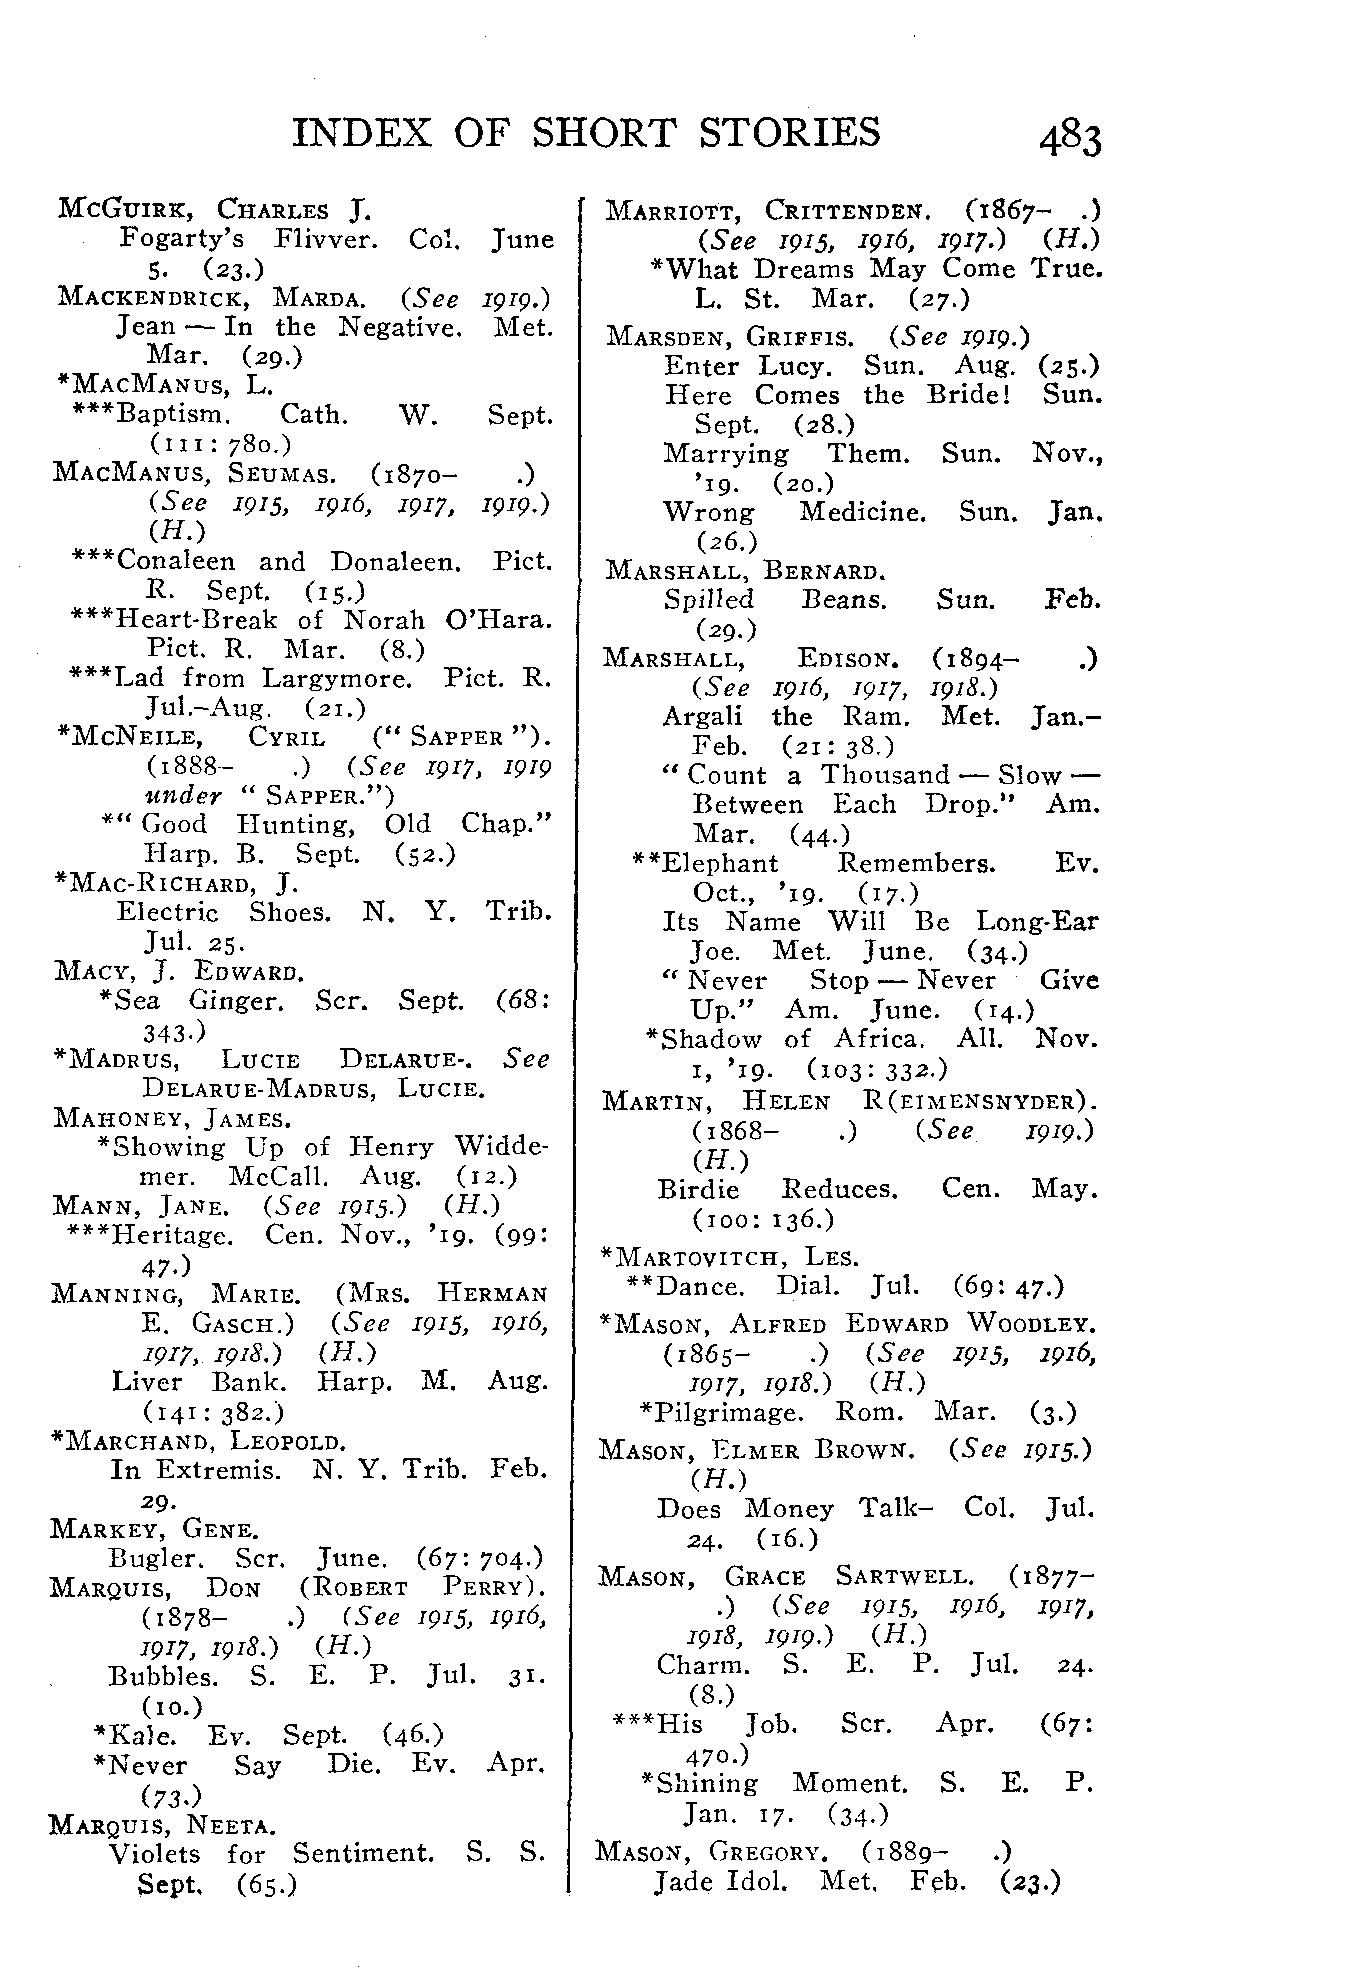 INDEX OF SHORT STORIES 483
McGuirk, Charles J.
Fogarty's Flivver. Col. June
5. (23.)
Mackendrick, Marda. (See 1919.)
Jean — In the Negative. Met.
Mar. (29.)
*MacManus, L.
***Baptism. Cath. W. Sept.
(111: 780.)
MacManus, Seumas. (1870– .)
(See 1915, 1916, 1917, 1919.)
(H.)
***Conaleen and Donaleen. Pict.
R. Sept. (15.)
***Heart-Break of Norah O'Hara.
Pict. R. Mar. (8.)
***Lad from Largymore. Pict. R.
Jul.–Aug. (21.)
*McNeile, Cyril (“Sapper”).
(1888– .) (See 1917, 1919
under “Sapper.”)
*“Good Hunting, Old Chap.”
Harp. B. Sept. (52.)
*Mac-Richard, J.
Electric Shoes. N. Y. Trib.
Jul. 25.
Macy, J. Edward.
*Sea Ginger. Scr. Sept. (68:
343.)
*Madrus, Lucie Delarue-. See
Delarue-Madrus, Lucie.
Mahoney, James.
*Showing Up of Henry Widde-
mer. McCall. Aug. (12.)
Mann, Jane. (See 1915.) (H.)
***Heritage. Cen. Nov., '19. (99:
47.)
Manning, Marie. (Mrs. Herman
E. Gasch.) (See 1915, 1916,
1917, 1918.) (H.)
Liver Bank. Harp. M. Aug.
(141: 382.)
*Marchand, Leopold.
In Extremis. N. Y. Trib. Feb.
29.
Markey, Gene.
Bugler. Scr. June. (67: 704.)
Marquis, Don (Robert Perry).
(1878– .) (See 1915, 1916,
1917, 1918.) (H.)
Bubbles. S. E. P. Jul. 31.
(10.)
*Kale. Ev. Sept. (46.)
*Never Say Die. Ev. Apr.
(73.)
Marquis, Neeta.
Violets for Sentiment. S. S.
Sept. (65.)
Marriott, Crittenden. (1867– .)
(See 1915, 1916, 1917.) (H.)
*What Dreams May Come True.
L. St. Mar. (27.)
Marsden, Griffis. (See 1919.)
Enter Lucy. Sun. Aug. (25.)
Here Comes the Bride! Sun.
Sept. (28.)
Marrying Them. Sun. Nov.,
'19. (20.)
Wrong Medicine. Sun. Jan.
(26.)
Marshall, Bernard.
Spilled Beans. Sun. Feb.
(29.)
Marshall, Edison. (1894– .)
(See 1916, 1917, 1918.)
Argali the Ram. Met. Jan.–
Feb. (21: 38.)
“Count a Thousand — Slow —
Between Each Drop.” Am.
Mar. (44.)
**Elephant Remembers. Ev.
Oct., '19. (17.)
Its Name Will Be Long-Ear
Joe. Met. June. (34.)
“Never Stop — Never Give
Up.” Am. June. (14.)
*Shadow of Africa. All. Nov.
1, '19. (103: 332.)
Martin, Helen R(eimensnyder).
(1868– .) (See 1919.)
(H.)
Birdie Reduces. Cen. May.
(100: 136.)
*Martovitch, Les.
**Dance. Dial. Jul. (69: 47.)
*Mason, Alfred Edward Woodley.
(1865– .) (See 1915, 1916,
1917, 1918.) (H.)
*Pilgrimage. Rom. Mar. (3.)
Mason, Elmer Brown. (See 1915.)
(H.)
Does Money Talk– Col. Jul.
24. (16.)
Mason, Grace Sartwell. (1877–
.) (See 1915, 1916, 1917,
1918, 1919.) (H.)
Charm. S. E. P. Jul. 24.
(8.)
***His Job. Scr. Apr. (67:
470.)
*Shining Moment. S. E. P.
Jan. 17. (34.)
Mason, Gregory. (1889– .)
Jade Idol. Met. Feb. (23.)